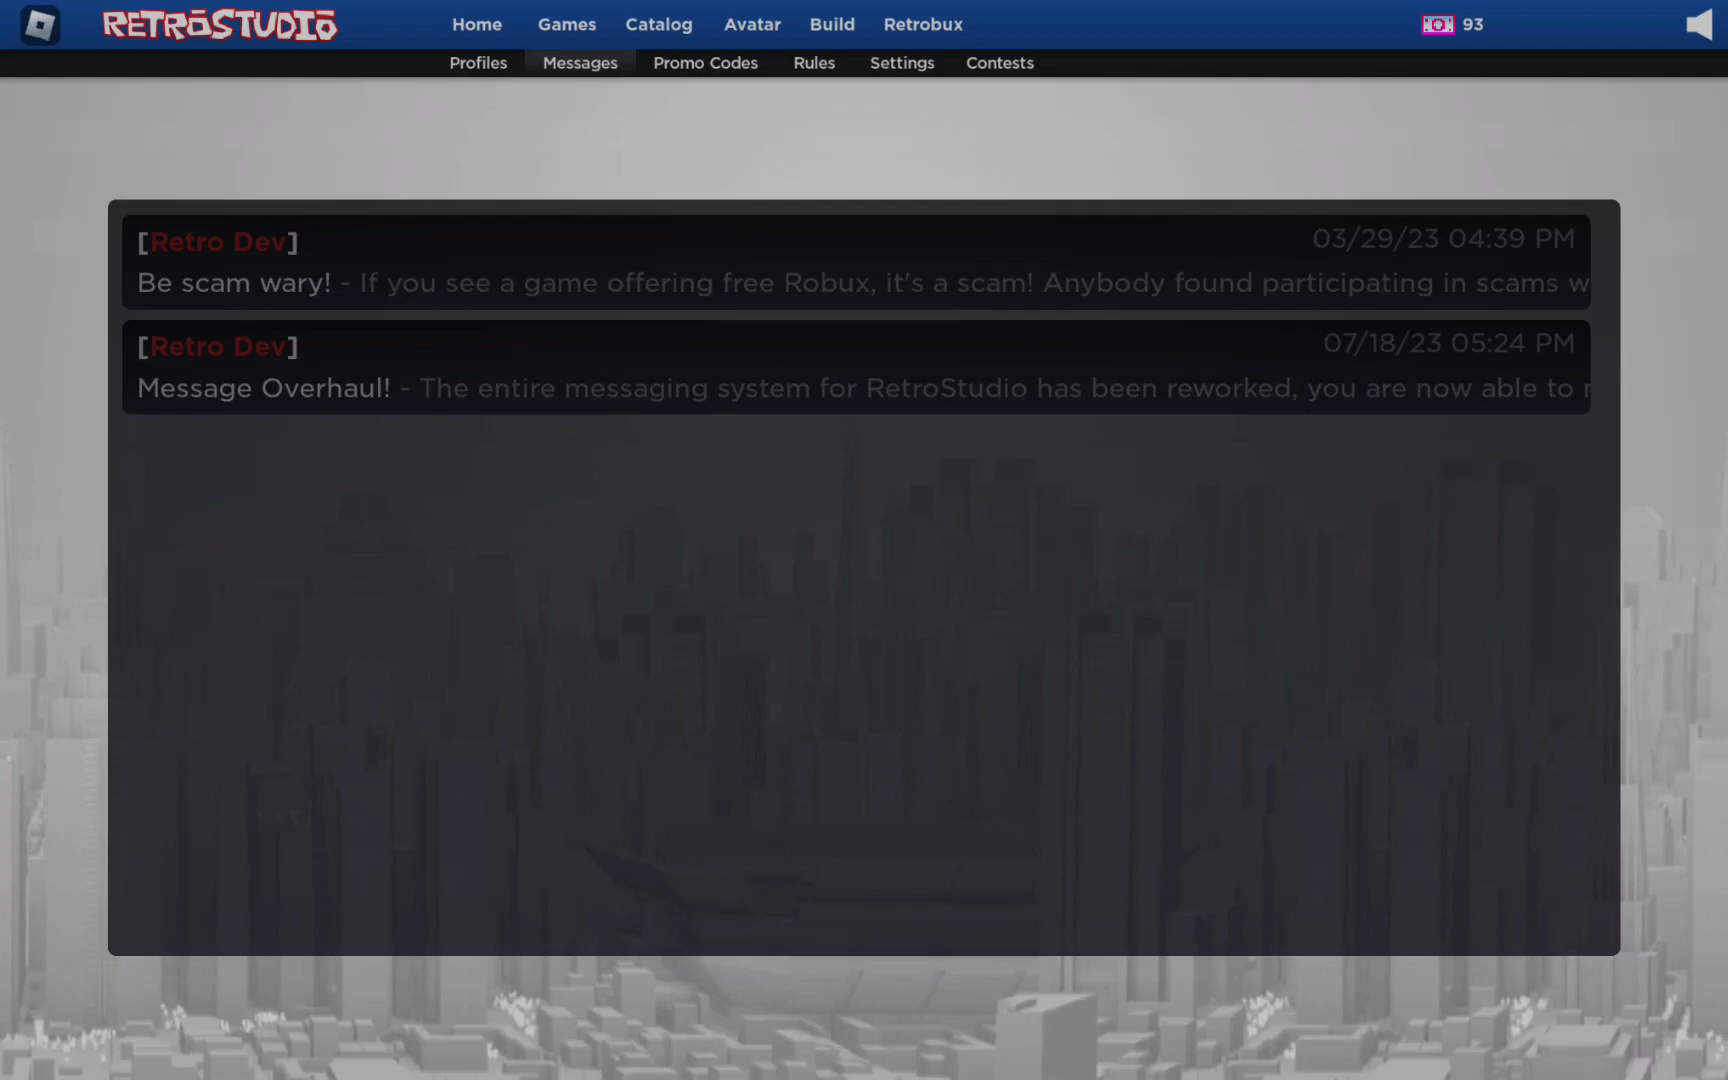 RETROSTUDIO
Home Games Catalog Avatar Build Retrobux 93
Profiles Messages Promo Codes Rules Settings Contests
[Retro Dev] 03/29/23 04:39 PM
Be scam wary! - If you see a game offering free Robux, it's a scam! Anybody found participating in scams w
[Retro Dev] 07/18/23 05:24 PM
Message Overhaul! - The entire messaging system for RetroStudio has been reworked, you are now able to